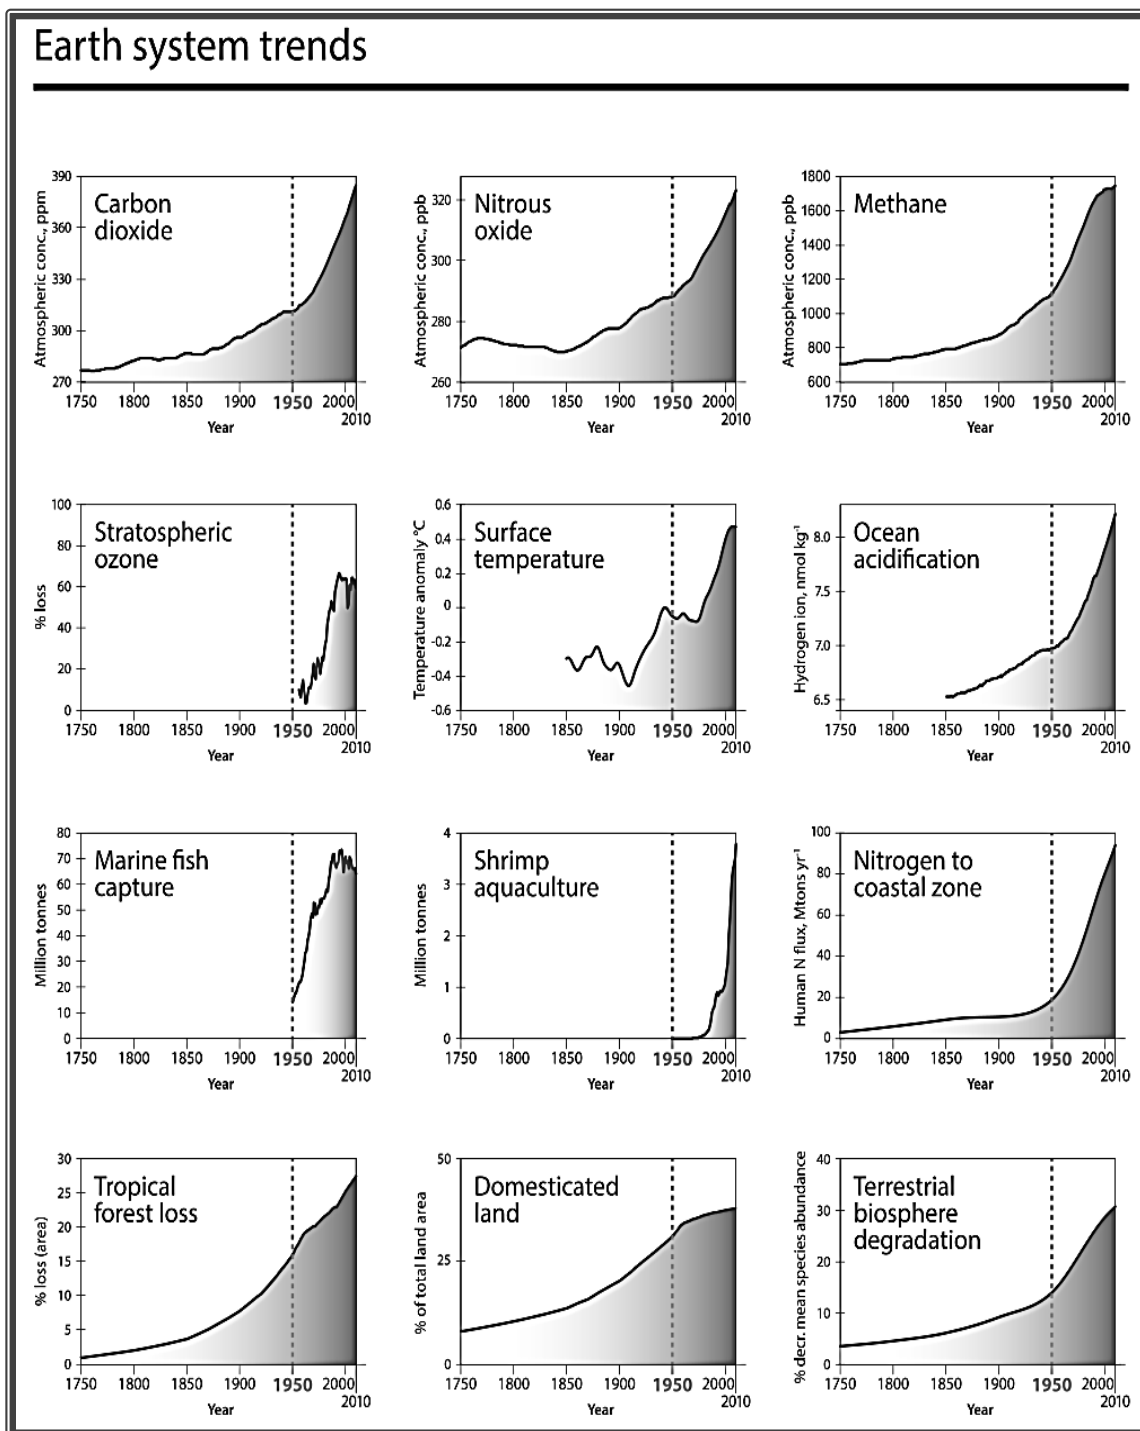 Earth system trends
Atmospheric conc., ppm
390
360
330
300
270
Carbon
dioxide
1750 1800 1850 1900 1950 2000
2010
Year
Atmospheric conc., ppb
320
300
280
260
Nitrous
oxide
1750 1800 1850 1900 1950 2000
2010
Year
Atmospheric conc., ppb
1800
1600
1400
1200
1000
800
600
Methane
1750 1800 1850 1900 1950 2000
2010
Year
% loss
100
80
60
40
20
0
Stratospheric
ozone
1750 1800 1850 1900 1950 2000
2010
Year
Temperature anomaly °C
0.6
0.4
0.2
0
-0.2
-0.4
-0.6
Surface
temperature
1750 1800 1850 1900 1950 2000
2010
Year
Hydrogen ion, nmol kg⁻¹
8.0
7.5
7.0
6.5
Ocean
acidification
1750 1800 1850 1900 1950 2000
2010
Year
Million tonnes
80
70
60
50
40
30
20
10
0
Marine fish
capture
1750 1800 1850 1900 1950 2000
2010
Year
Million tonnes
4
3
2
1
0
Shrimp
aquaculture
1750 1800 1850 1900 1950 2000
2010
Year
Human N flux, Mtons yr⁻¹
100
80
60
40
20
0
Nitrogen to
coastal zone
1750 1800 1850 1900 1950 2000
2010
Year
% loss (area)
30
25
20
15
10
5
0
Tropical
forest loss
1750 1800 1850 1900 1950 2000
2010
Year
% of total land area
50
25
0
Domesticated
land
1750 1800 1850 1900 1950 2000
2010
Year
% decr. mean species abundance
40
30
20
10
0
Terrestrial
biosphere
degradation
1750 1800 1850 1900 1950 2000
2010
Year